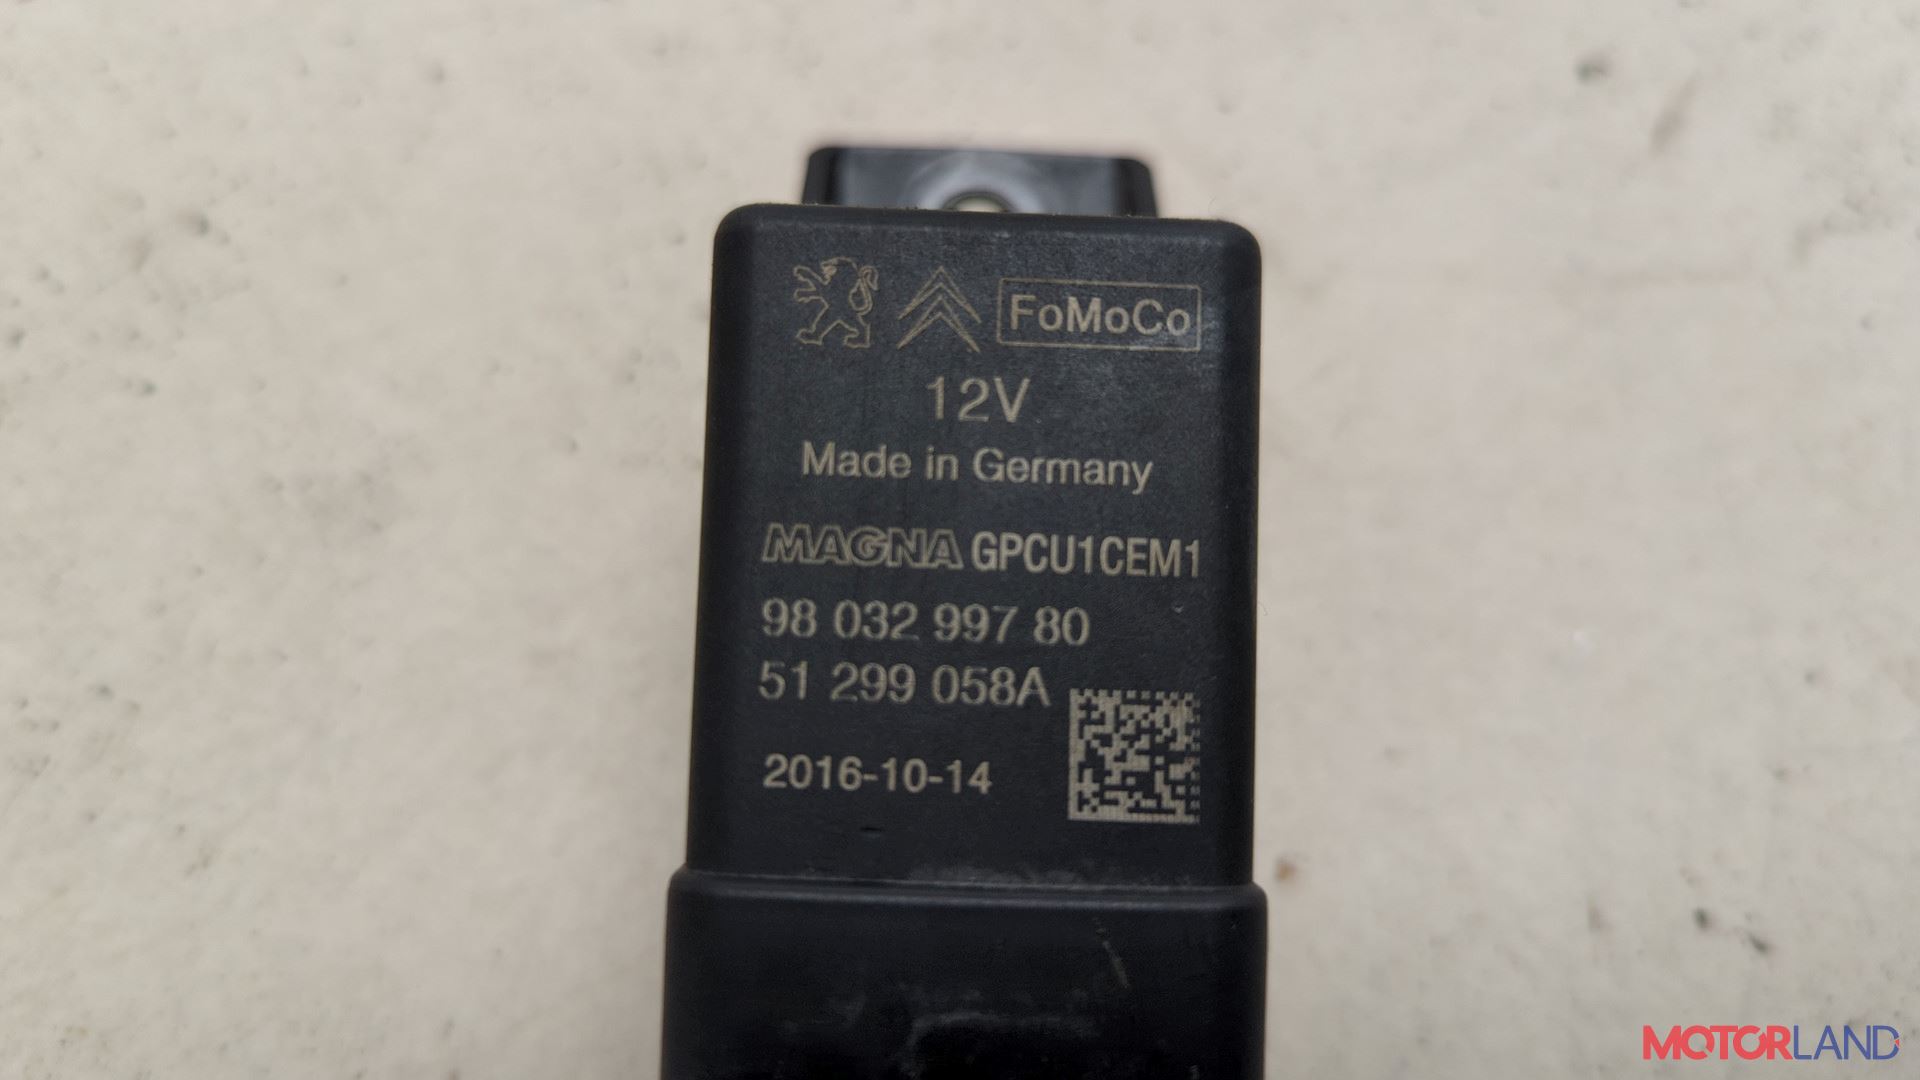 FoMoCo
12V
Made in Germany
MAGNA GPCU1CEM1
98 032 997 80
51 299 058A
2016-10-14
MOTORLAND